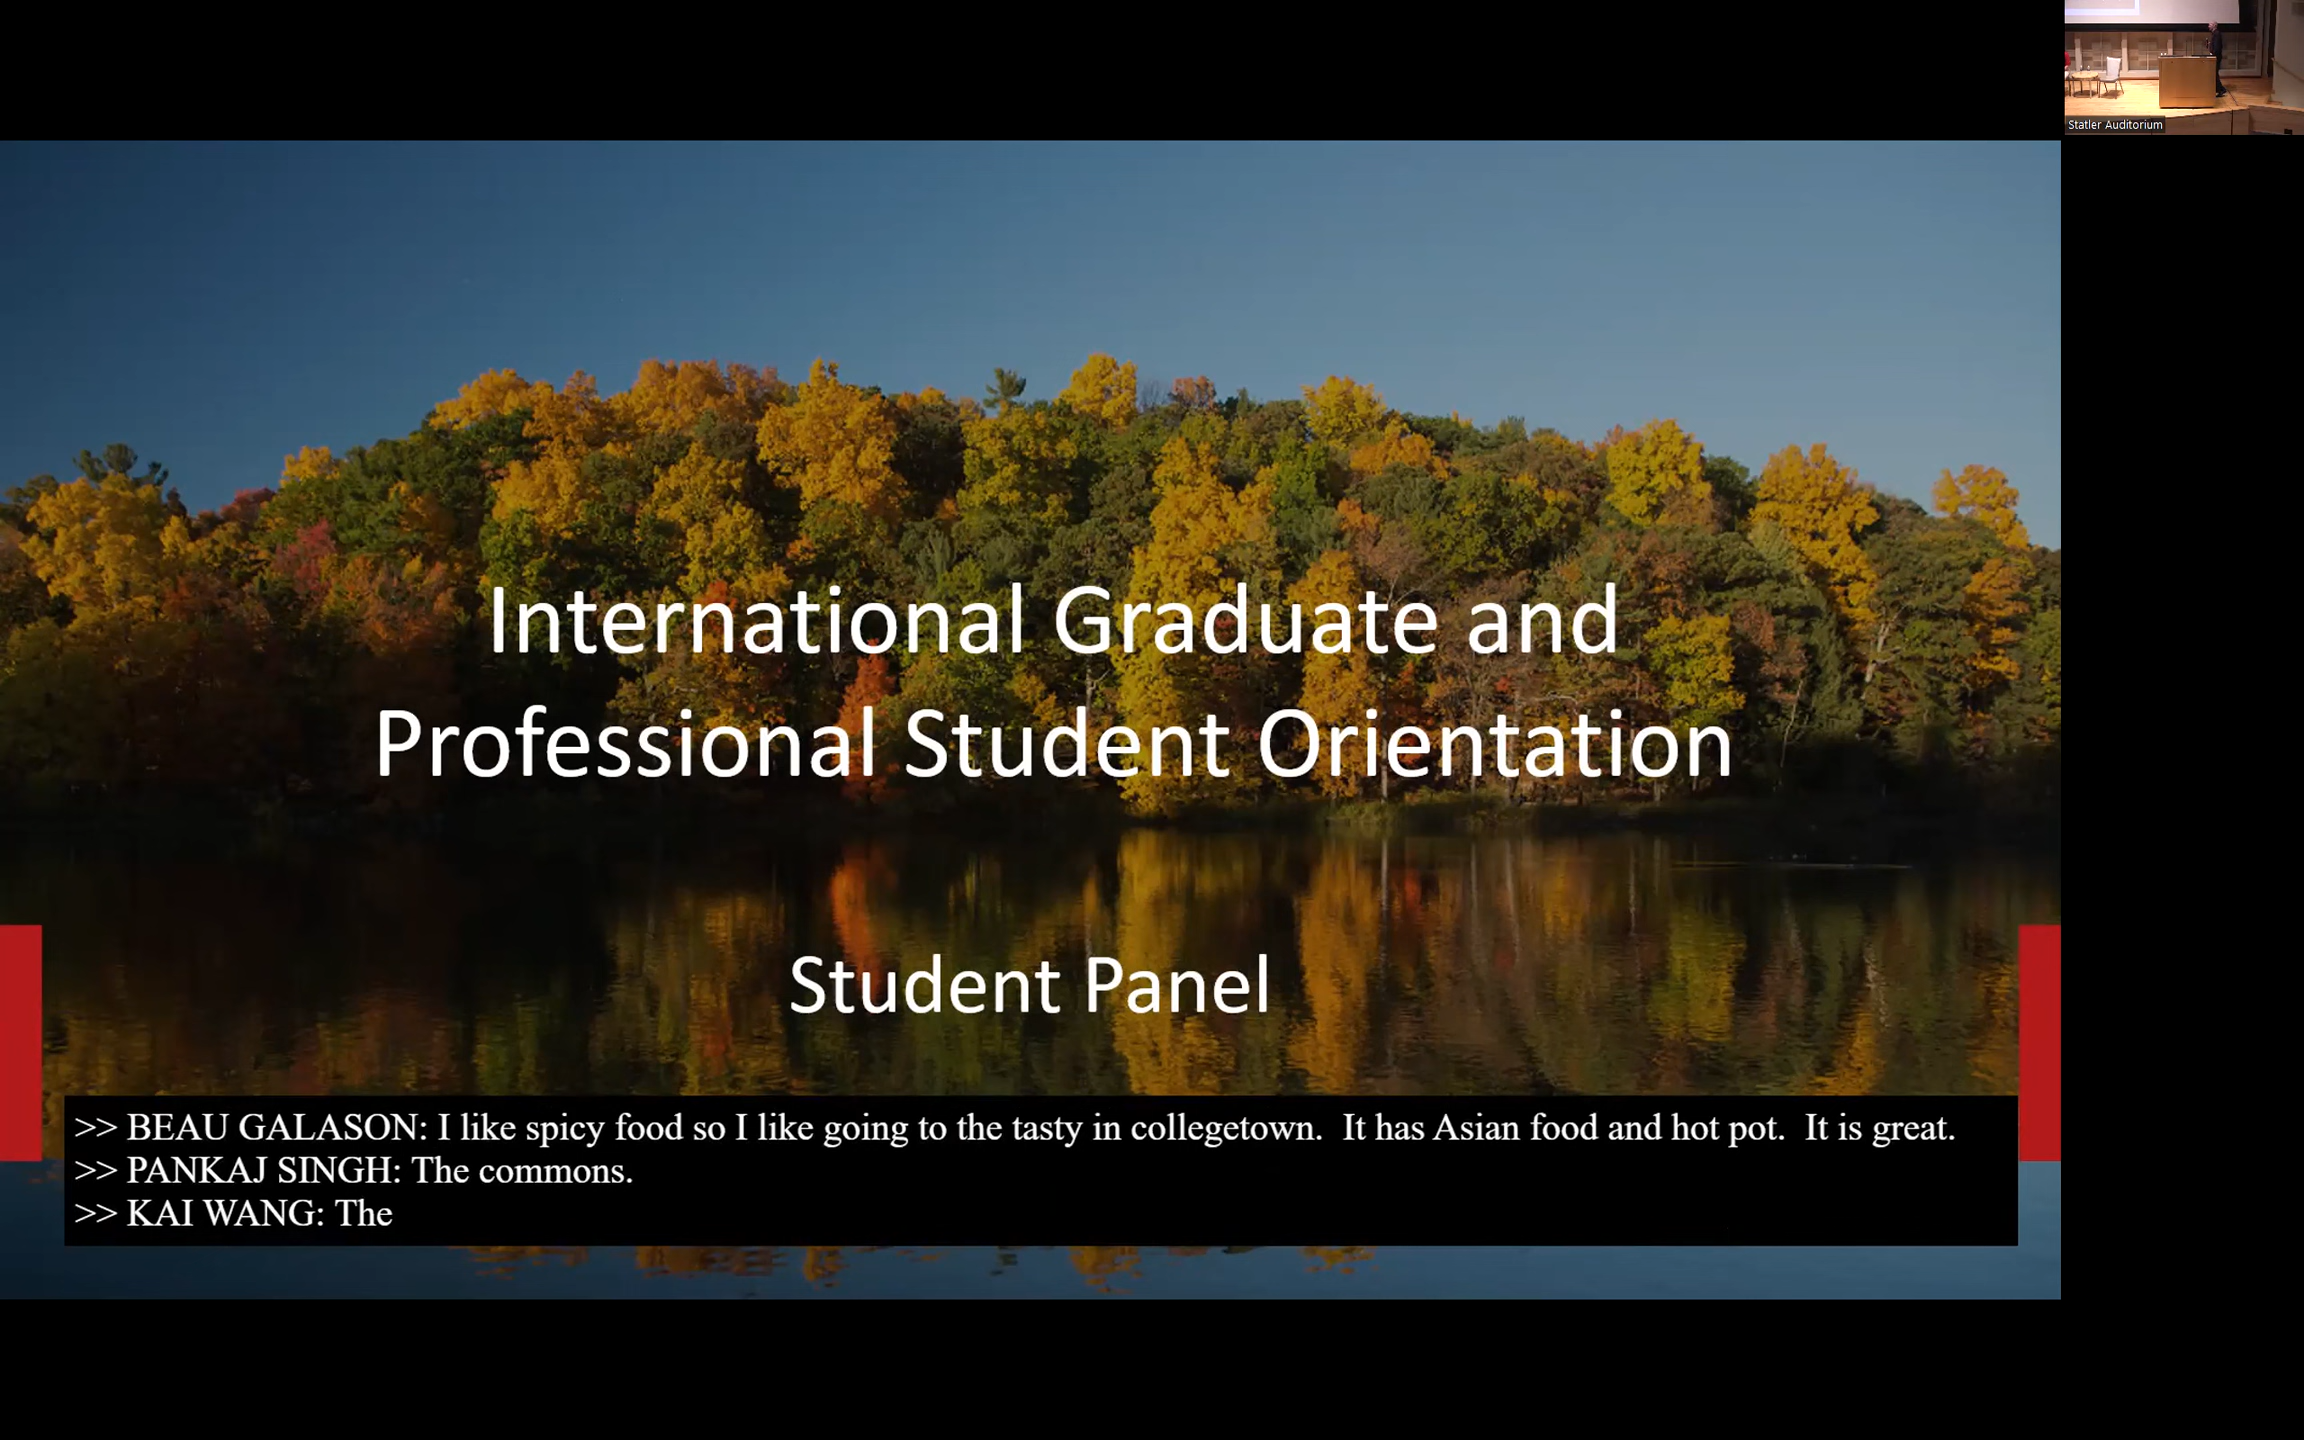 Statler Auditorium
International Graduate and
Professional Student Orientation
Student Panel
>> BEAU GALASON: I like spicy food so I like going to the tasty in collegetown.  It has Asian food and hot pot.  It is great.
>> PANKAJ SINGH: The commons.
>> KAI WANG: The